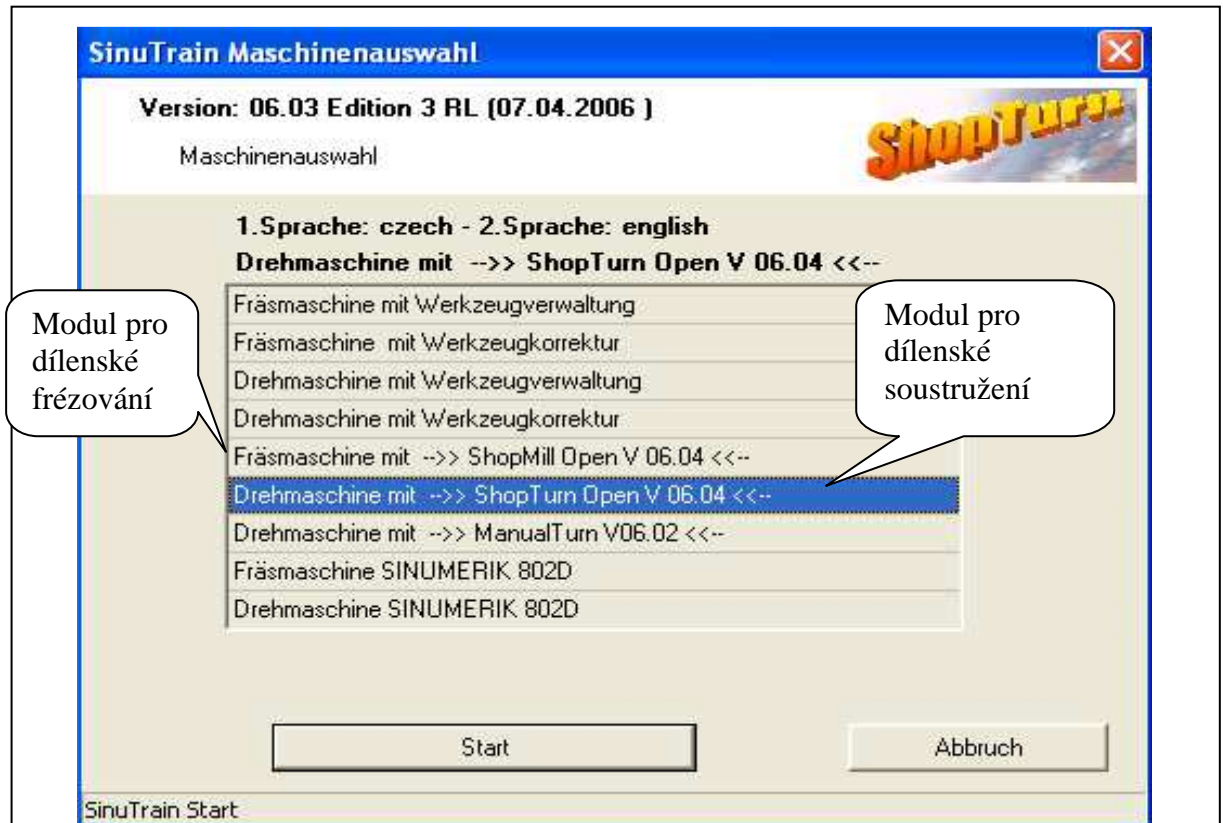 SinuTrain Maschinenauswahl
Version: 06.03 Edition 3 RL (07.04.2006 )
Maschinenauswahl
ShopTurn
1.Sprache: czech - 2.Sprache: english
Drehmaschine mit -->> ShopTurn Open V 06.04 <<--
Modul pro
dílenské
frézování
Modul pro
dílenské
soustružení
Fräsmaschine mit Werkzeugverwaltung
Fräsmaschine mit Werkzeugkorrektur
Drehmaschine mit Werkzeugverwaltung
Drehmaschine mit Werkzeugkorrektur
Fräsmaschine mit -->> ShopMill Open V 06.04 <<--
Drehmaschine mit -->> ShopTurn Open V 06.04 <<--
Drehmaschine mit -->> ManualTurn V06.02 <<--
Fräsmaschine SINUMERIK 802D
Drehmaschine SINUMERIK 802D
Start
Abbruch
SinuTrain Start